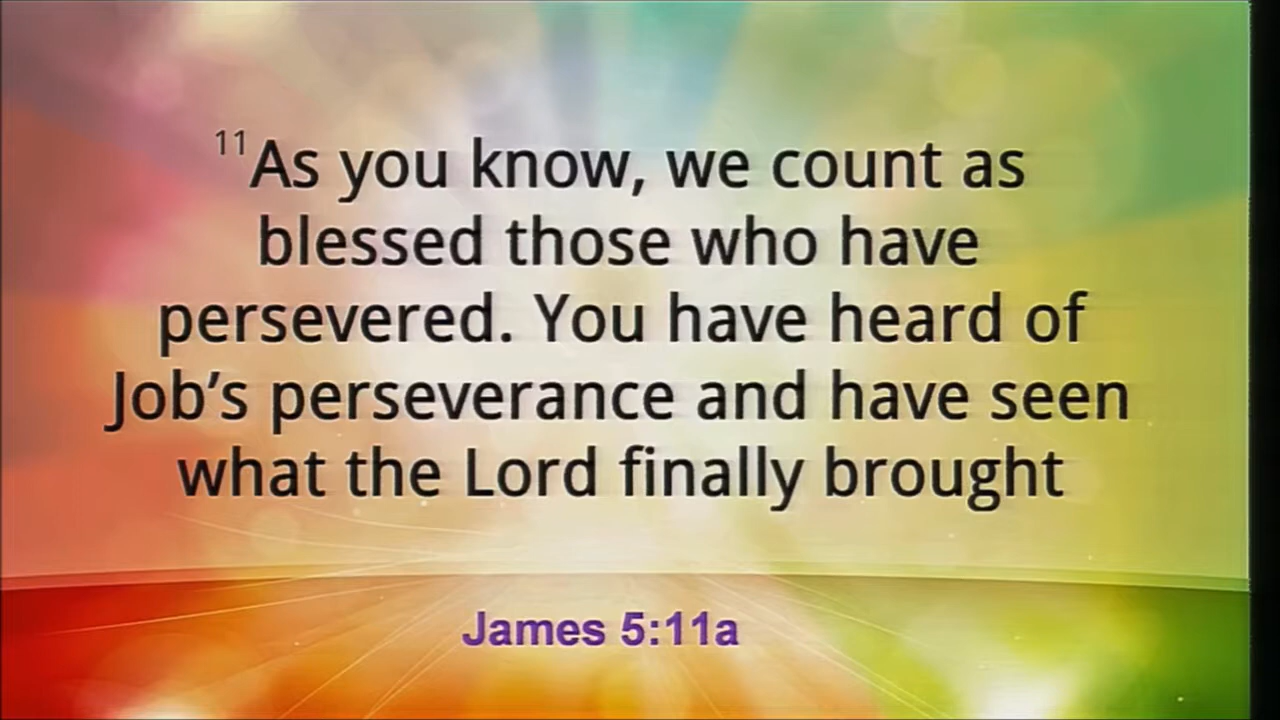 11As you know, we count as
blessed those who have
persevered. You have heard of
Job’s perseverance and have seen
what the Lord finally brought
James 5:11a